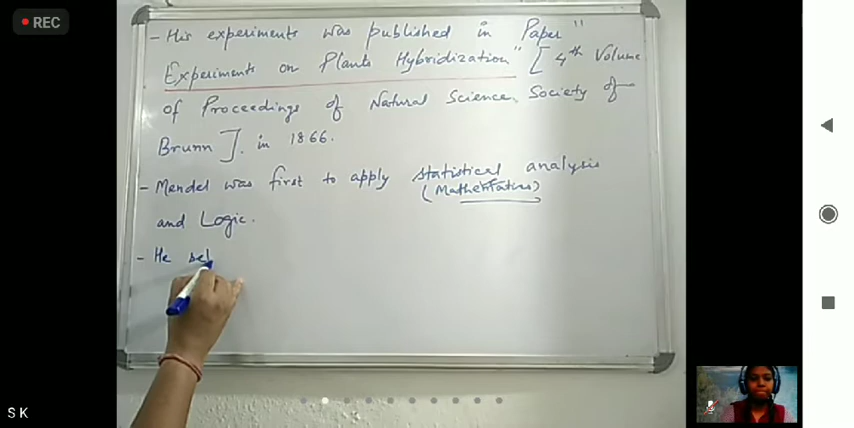 REC
- His experiments was published in Paper "
Experiments on Plants Hybridization" [ 4th Volume
of Proceedings of Natural Science, Society of
Brunn ]. in 1866.
- Mendel was first to apply statistical analysis
(Mathematics)
and Logic.
- He sel
S K